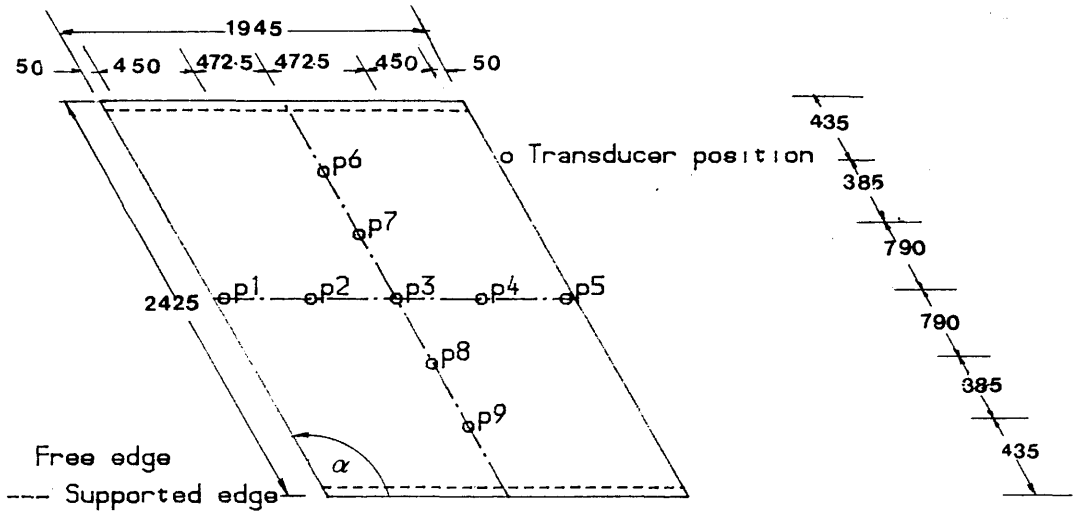 1945
50 450 472.5 472.5 450 50
435
p6
Transducer position
385
p7
790
p1 p2 p3 p4 p5
2425
790
p8
385
p9
435
Free edge
α
--- Supported edge